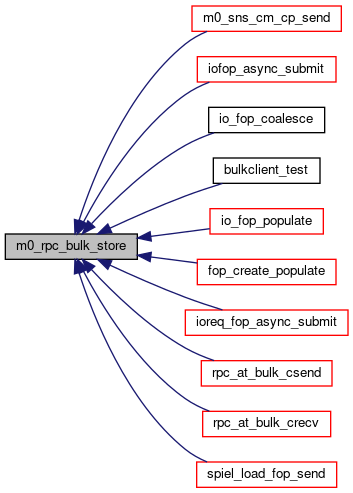 m0_sns_cm_cp_send
iofop_async_submit
io_fop_coalesce
bulkclient_test
io_fop_populate
m0_rpc_bulk_store
fop_create_populate
ioreq_fop_async_submit
rpc_at_bulk_csend
rpc_at_bulk_crecv
spiel_load_fop_send